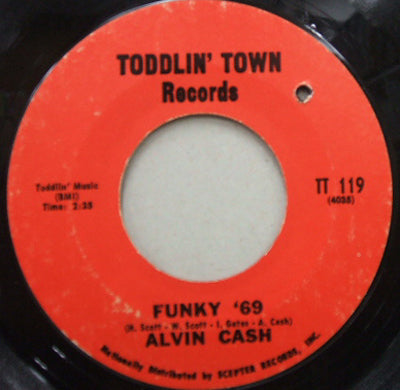 TODDLIN' TOWN
Records
Toddlin' Music
(BMI)
Time: 2:35
TT 119
(4035)
FUNKY '69
(R. Scott - W. Scott - I. Gates - A. Cash)
ALVIN CASH
Nationally Distributed by SCEPTER RECORDS, INC.